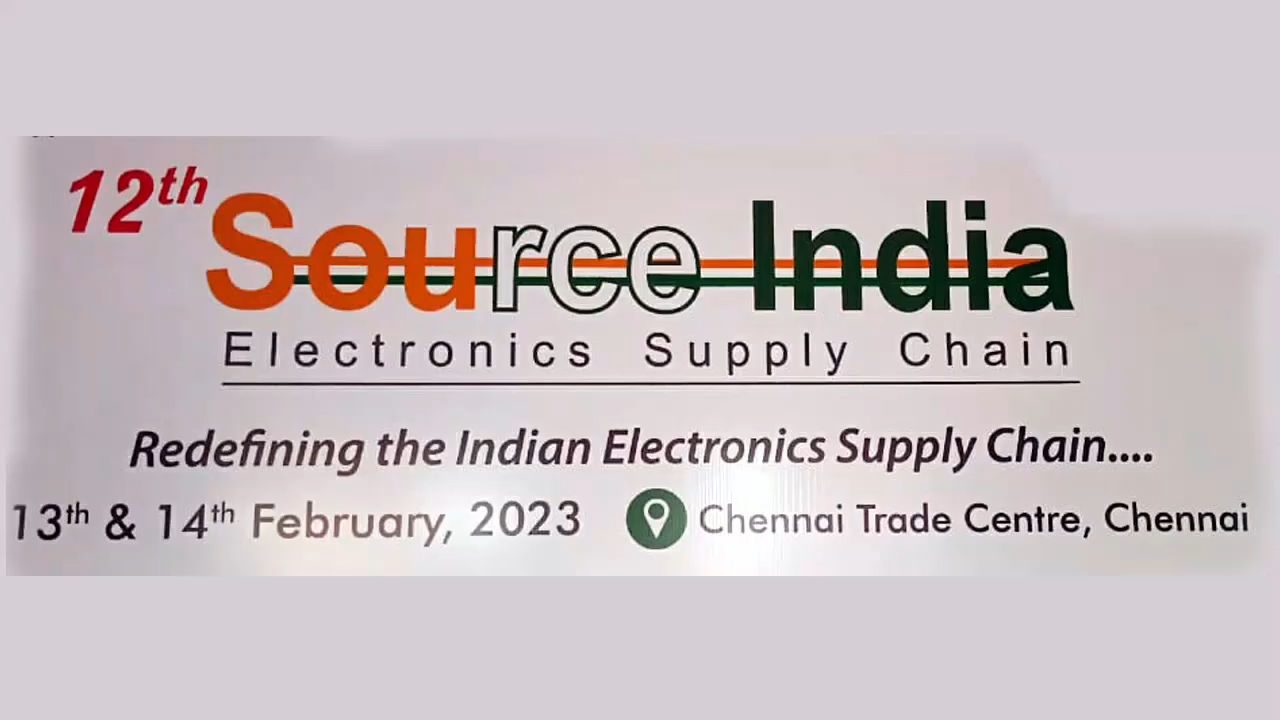 12th Source India
Electronics Supply Chain
Redefining the Indian Electronics Supply Chain....
13th & 14th February, 2023 Chennai Trade Centre, Chennai